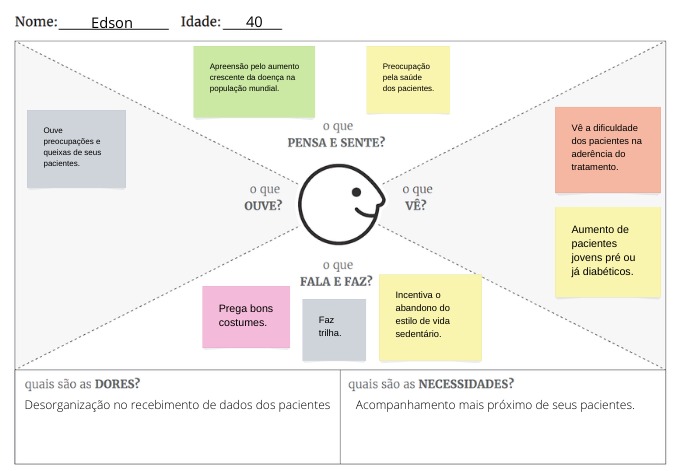 Nome: Edson Idade: 40
Apreensão pelo aumento
crescente da doença na
população mundial.
Preocupação
pela saúde
dos pacientes.
o que
PENSA E SENTE?
Ouve
preocupações e
queixas de seus
pacientes.
o que
OUVE?
o que
VÊ?
Vê a dificuldade
dos pacientes na
aderência do
tratamento.
Aumento de
pacientes
jovens pré ou
já diabéticos.
o que
FALA E FAZ?
Prega bons
costumes.
Faz
trilha.
Incentiva o
abandono do
estilo de vida
sedentário.
quais são as DORES?
Desorganização no recebimento de dados dos pacientes
quais são as NECESSIDADES?
Acompanhamento mais próximo de seus pacientes.